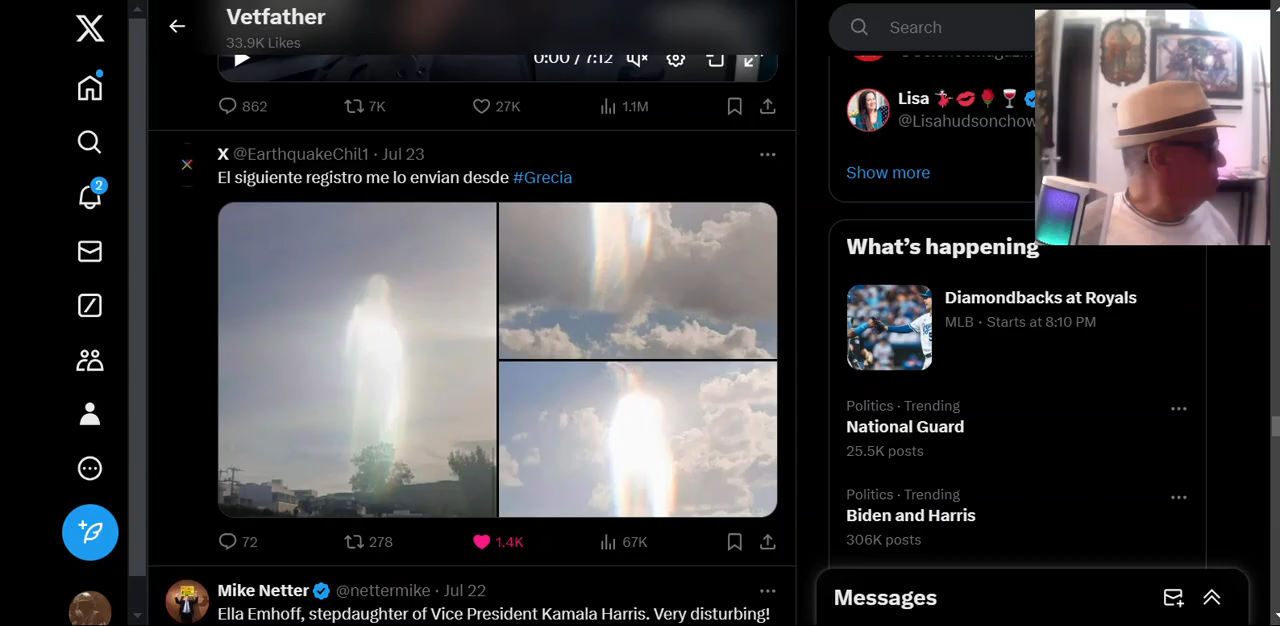 Vetfather
33.9K Likes
0:00 / 7:12
862
7K
27K
1.1M
X @EarthquakeChil1 · Jul 23
El siguiente registro me lo envian desde #Grecia
72
278
1.4K
67K
Mike Netter @nettermike · Jul 22
Ella Emhoff, stepdaughter of Vice President Kamala Harris. Very disturbing!
2
Search
Lisa
@Lisahudsonchow
Show more
What's happening
Diamondbacks at Royals
MLB · Starts at 8:10 PM
Politics · Trending
National Guard
25.5K posts
Politics · Trending
Biden and Harris
306K posts
Messages